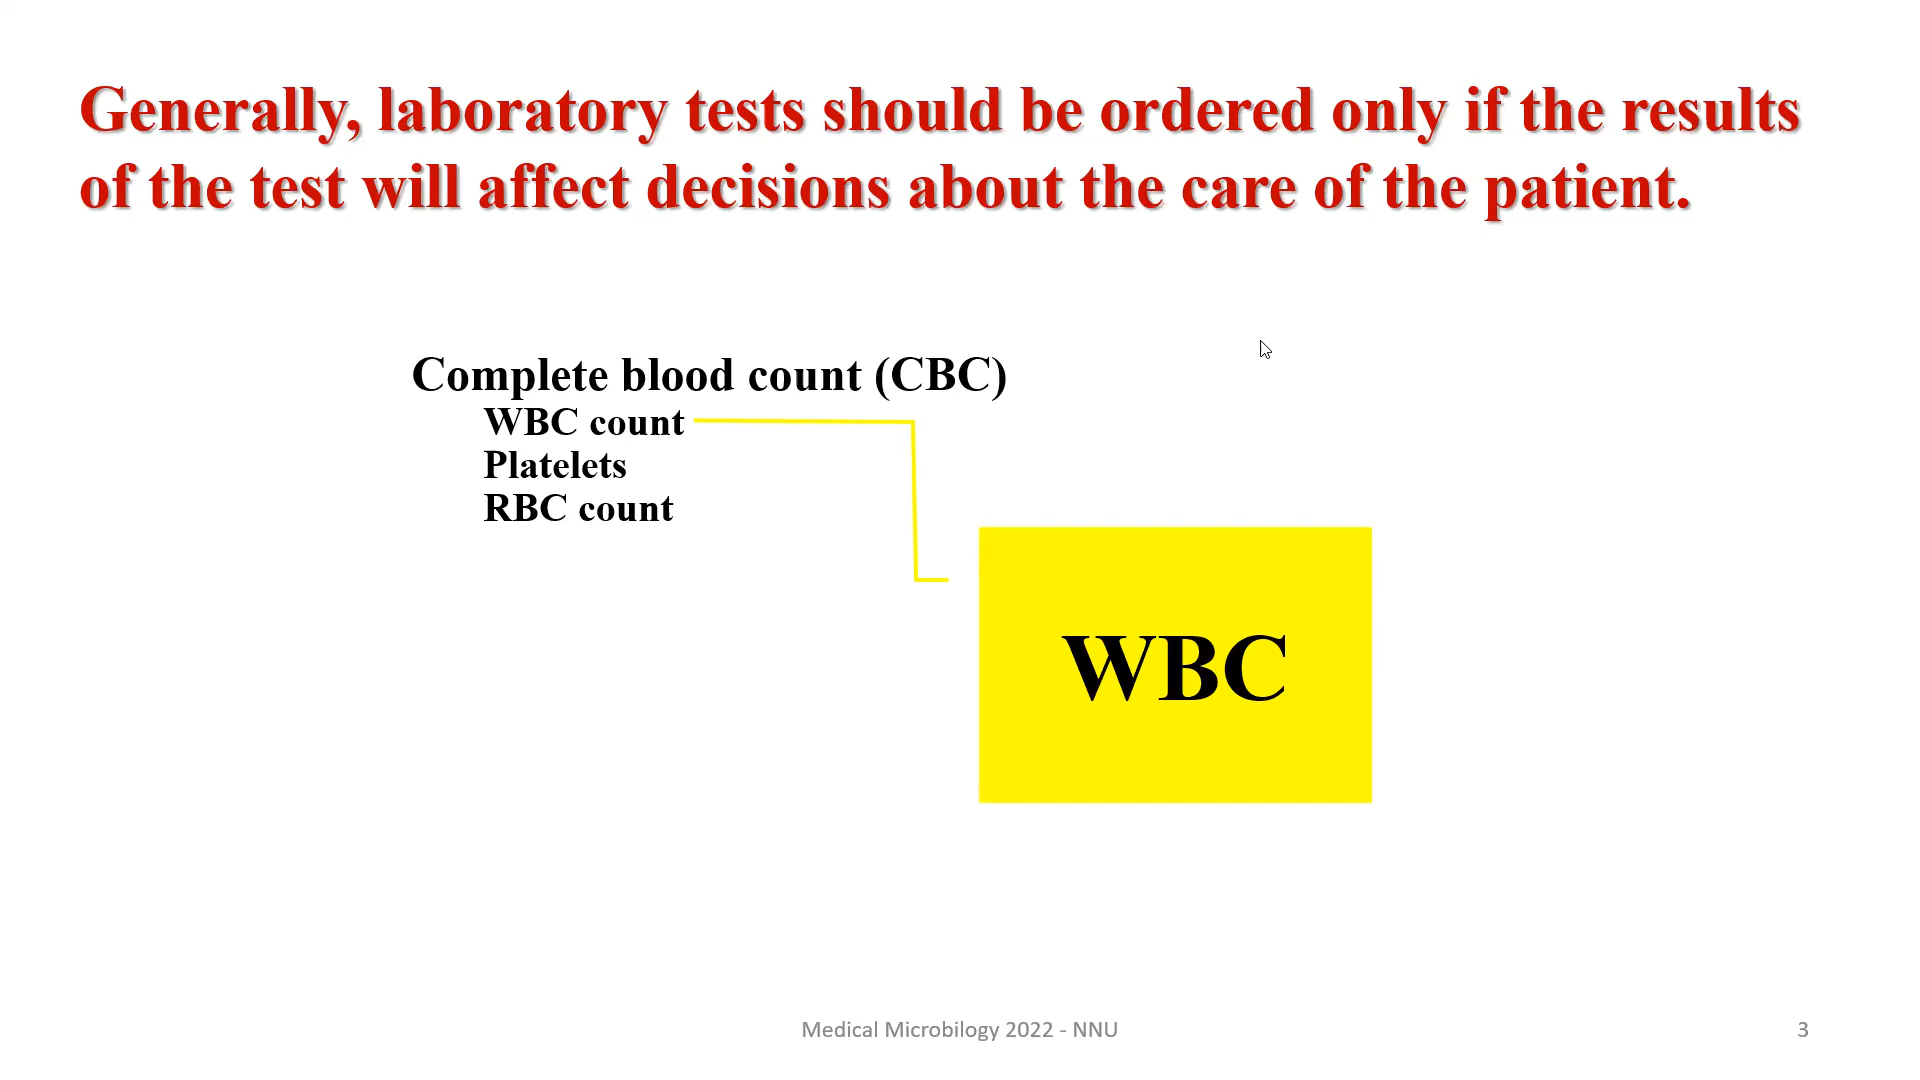 Generally, laboratory tests should be ordered only if the results
of the test will affect decisions about the care of the patient.
Complete blood count (CBC)
WBC count
Platelets
RBC count
WBC
Medical Microbilogy 2022 - NNU
3